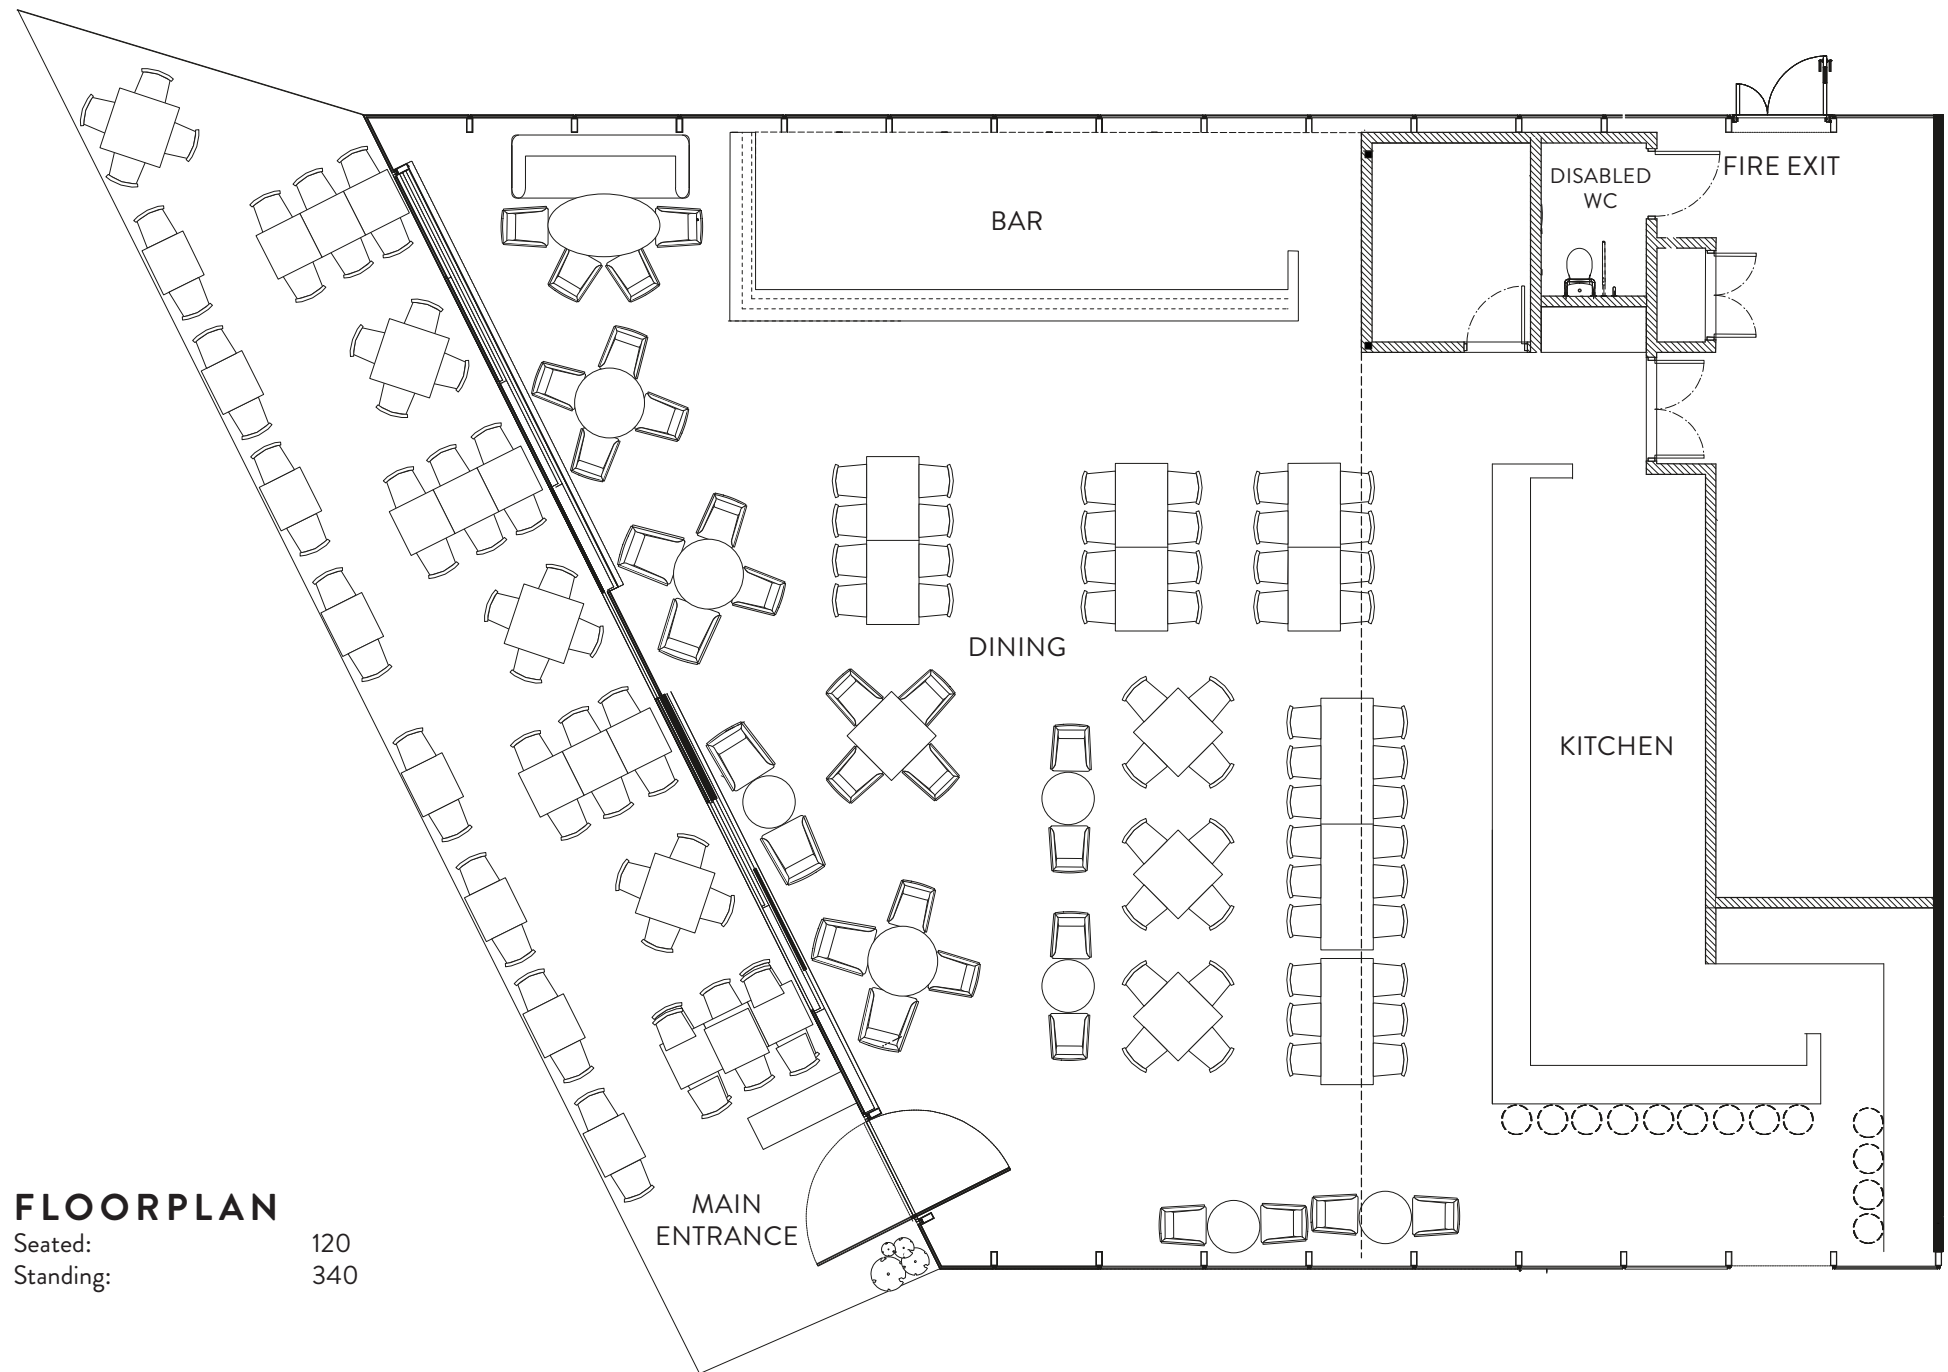 DISABLED
WC
FIRE EXIT
BAR
DINING
KITCHEN
MAIN
ENTRANCE
FLOORPLAN
Seated: 120
Standing: 340